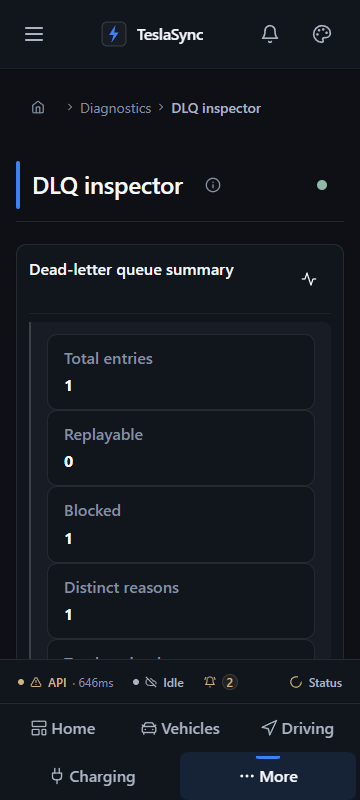 TeslaSync
Diagnostics > DLQ inspector
DLQ inspector
Dead-letter queue summary
Total entries
1
Replayable
0
Blocked
1
Distinct reasons
1
API · 646ms Idle 2 Status
Home Vehicles Driving
Charging More